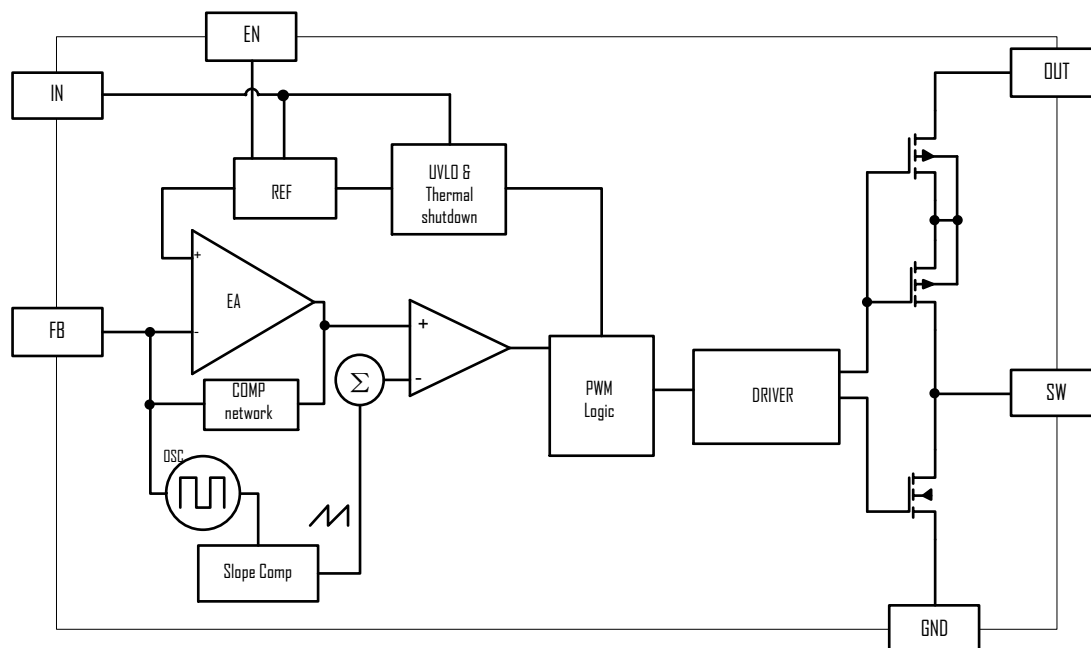 EN
IN
OUT
REF
UVLO &
Thermal
shutdown
+
EA
-
FB
+
-
Σ
COMP
network
PWM
Logic
DRIVER
SW
OSC
Slope Comp
GND